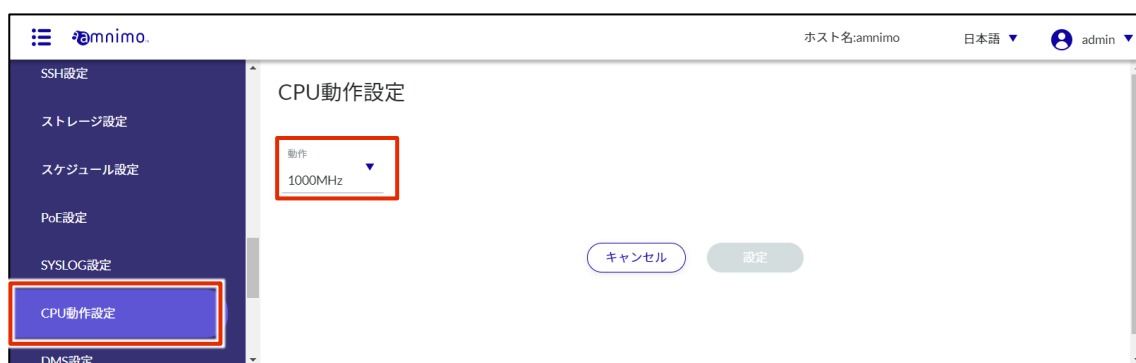 amnimo.
ホスト名:amnimo
日本語 ▼
admin ▼
SSH設定
ストレージ設定
スケジュール設定
PoE設定
SYSLOG設定
CPU動作設定
DMS設定
CPU動作設定
動作
1000MHz ▼
キャンセル
設定